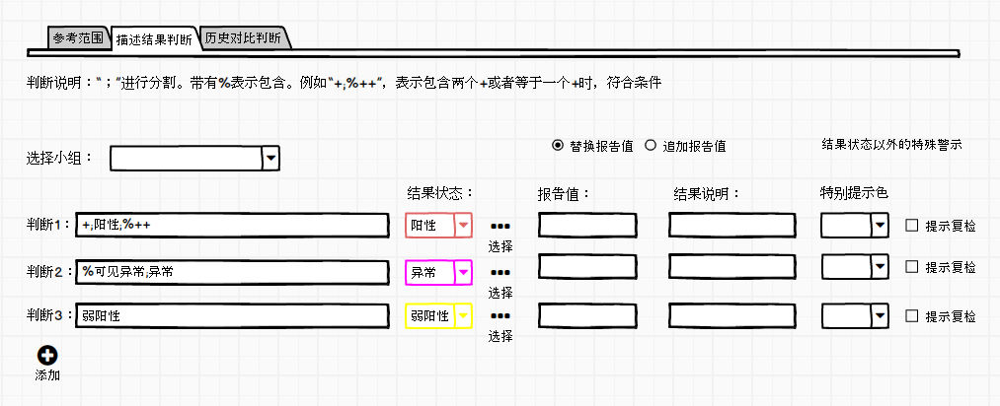 参考范围 描述结果判断 历史对比判断
判断说明：“；”进行分割。带有%表示包含。例如“+;%++”，表示包含两个+或者等于一个+时，符合条件
选择小组： 替换报告值 追加报告值 结果状态以外的特殊警示
结果状态： 报告值： 结果说明： 特别提示色
判断1： +;阳性;%++ 阳性 ••• 提示复检
选择
判断2： %可见异常;异常 异常 ••• 提示复检
选择
判断3： 弱阳性 弱阳性 ••• 提示复检
选择
添加